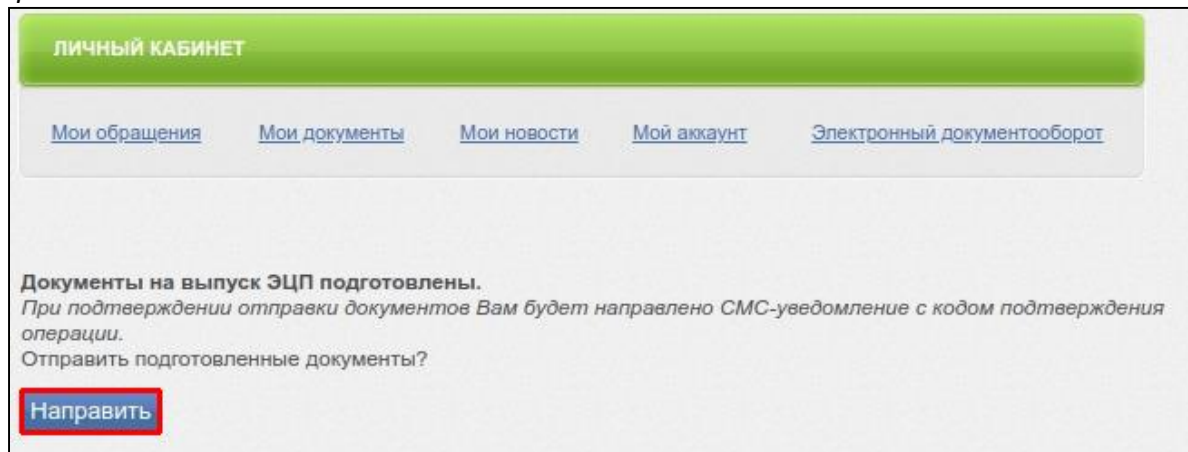 ЛИЧНЫЙ КАБИНЕТ
Мои обращения Мои документы Мои новости Мой аккаунт Электронный документооборот
Документы на выпуск ЭЦП подготовлены.
При подтверждении отправки документов Вам будет направлено СМС-уведомление с кодом подтверждения
операции.
Отправить подготовленные документы?
Направить